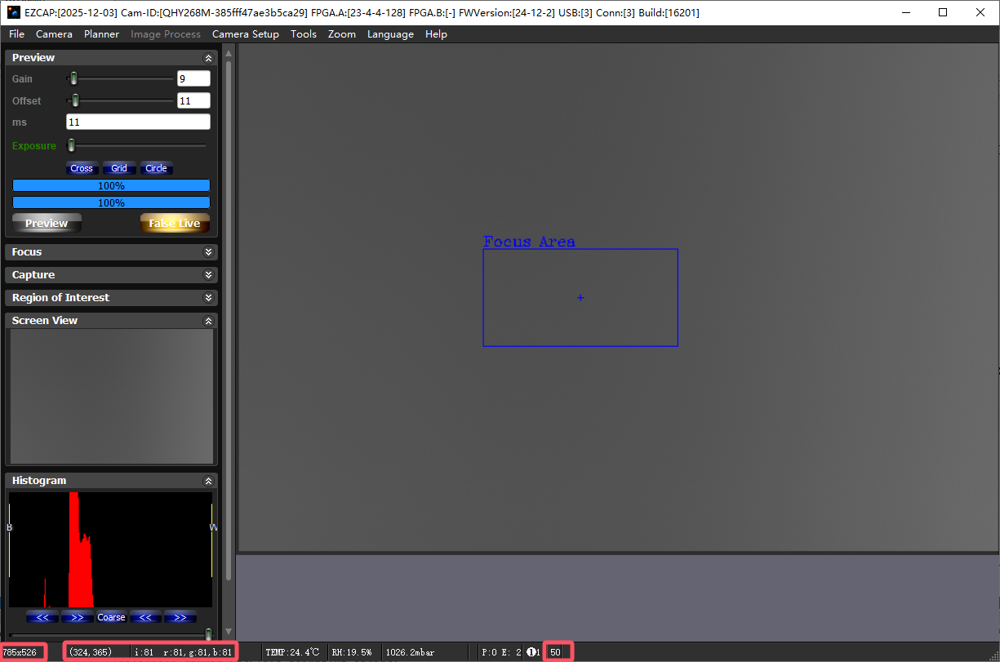 EZCAP:[2025-12-03] Cam-ID:[QHY268M-385fff47ae3b5ca29] FPGA.A:[23-4-4-128] FPGA.B:[-] FWVersion:[24-12-2] USB:[3] Conn:[3] Build:[16201]
File Camera Planner Image Process Camera Setup Tools Zoom Language Help
Preview
Gain 9
Offset 11
ms 11
Exposure
Cross Grid Circle
100%
100%
Preview False Live
Focus
Capture
Region of Interest
Screen View
Focus Area
Histogram
B W
<< >> Coarse << >>
785x526 (324,365) i:81 r:81,g:81,b:81 TEMP:24.4℃ RH:19.5% 1026.2mbar P:0 E: 2 1 50